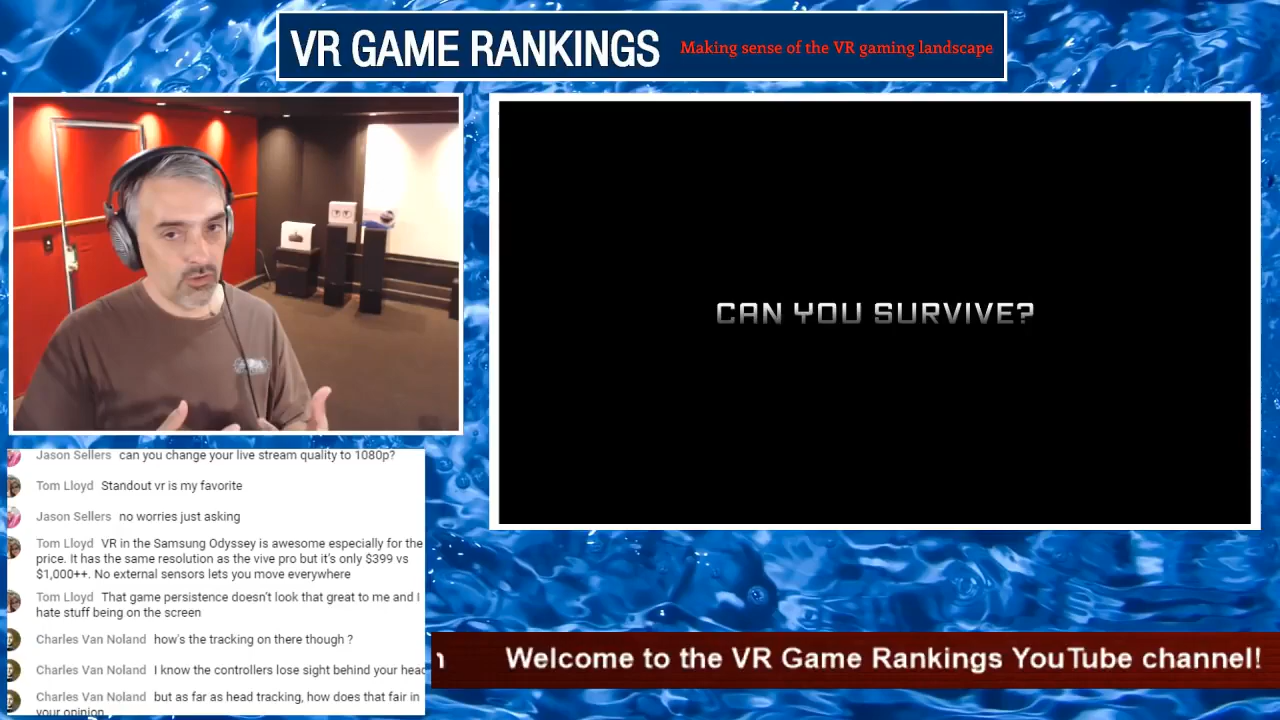 VR GAME RANKINGS Making sense of the VR gaming landscape
CAN YOU SURVIVE?
Jason Sellers can you change your live stream quality to 1080p?
Tom Lloyd Standout vr is my favorite
Jason Sellers no worries just asking
Tom Lloyd VR in the Samsung Odyssey is awesome especially for the
price. It has the same resolution as the vive pro but it's only $399 vs
$1,000++. No external sensors lets you move everywhere
Tom Lloyd That game persistence doesn't look that great to me and I
hate stuff being on the screen
Charles Van Noland how's the tracking on there though ?
Charles Van Noland I know the controllers lose sight behind your head
Charles Van Noland but as far as head tracking, how does that fair in
your opinion
Welcome to the VR Game Rankings YouTube channel!